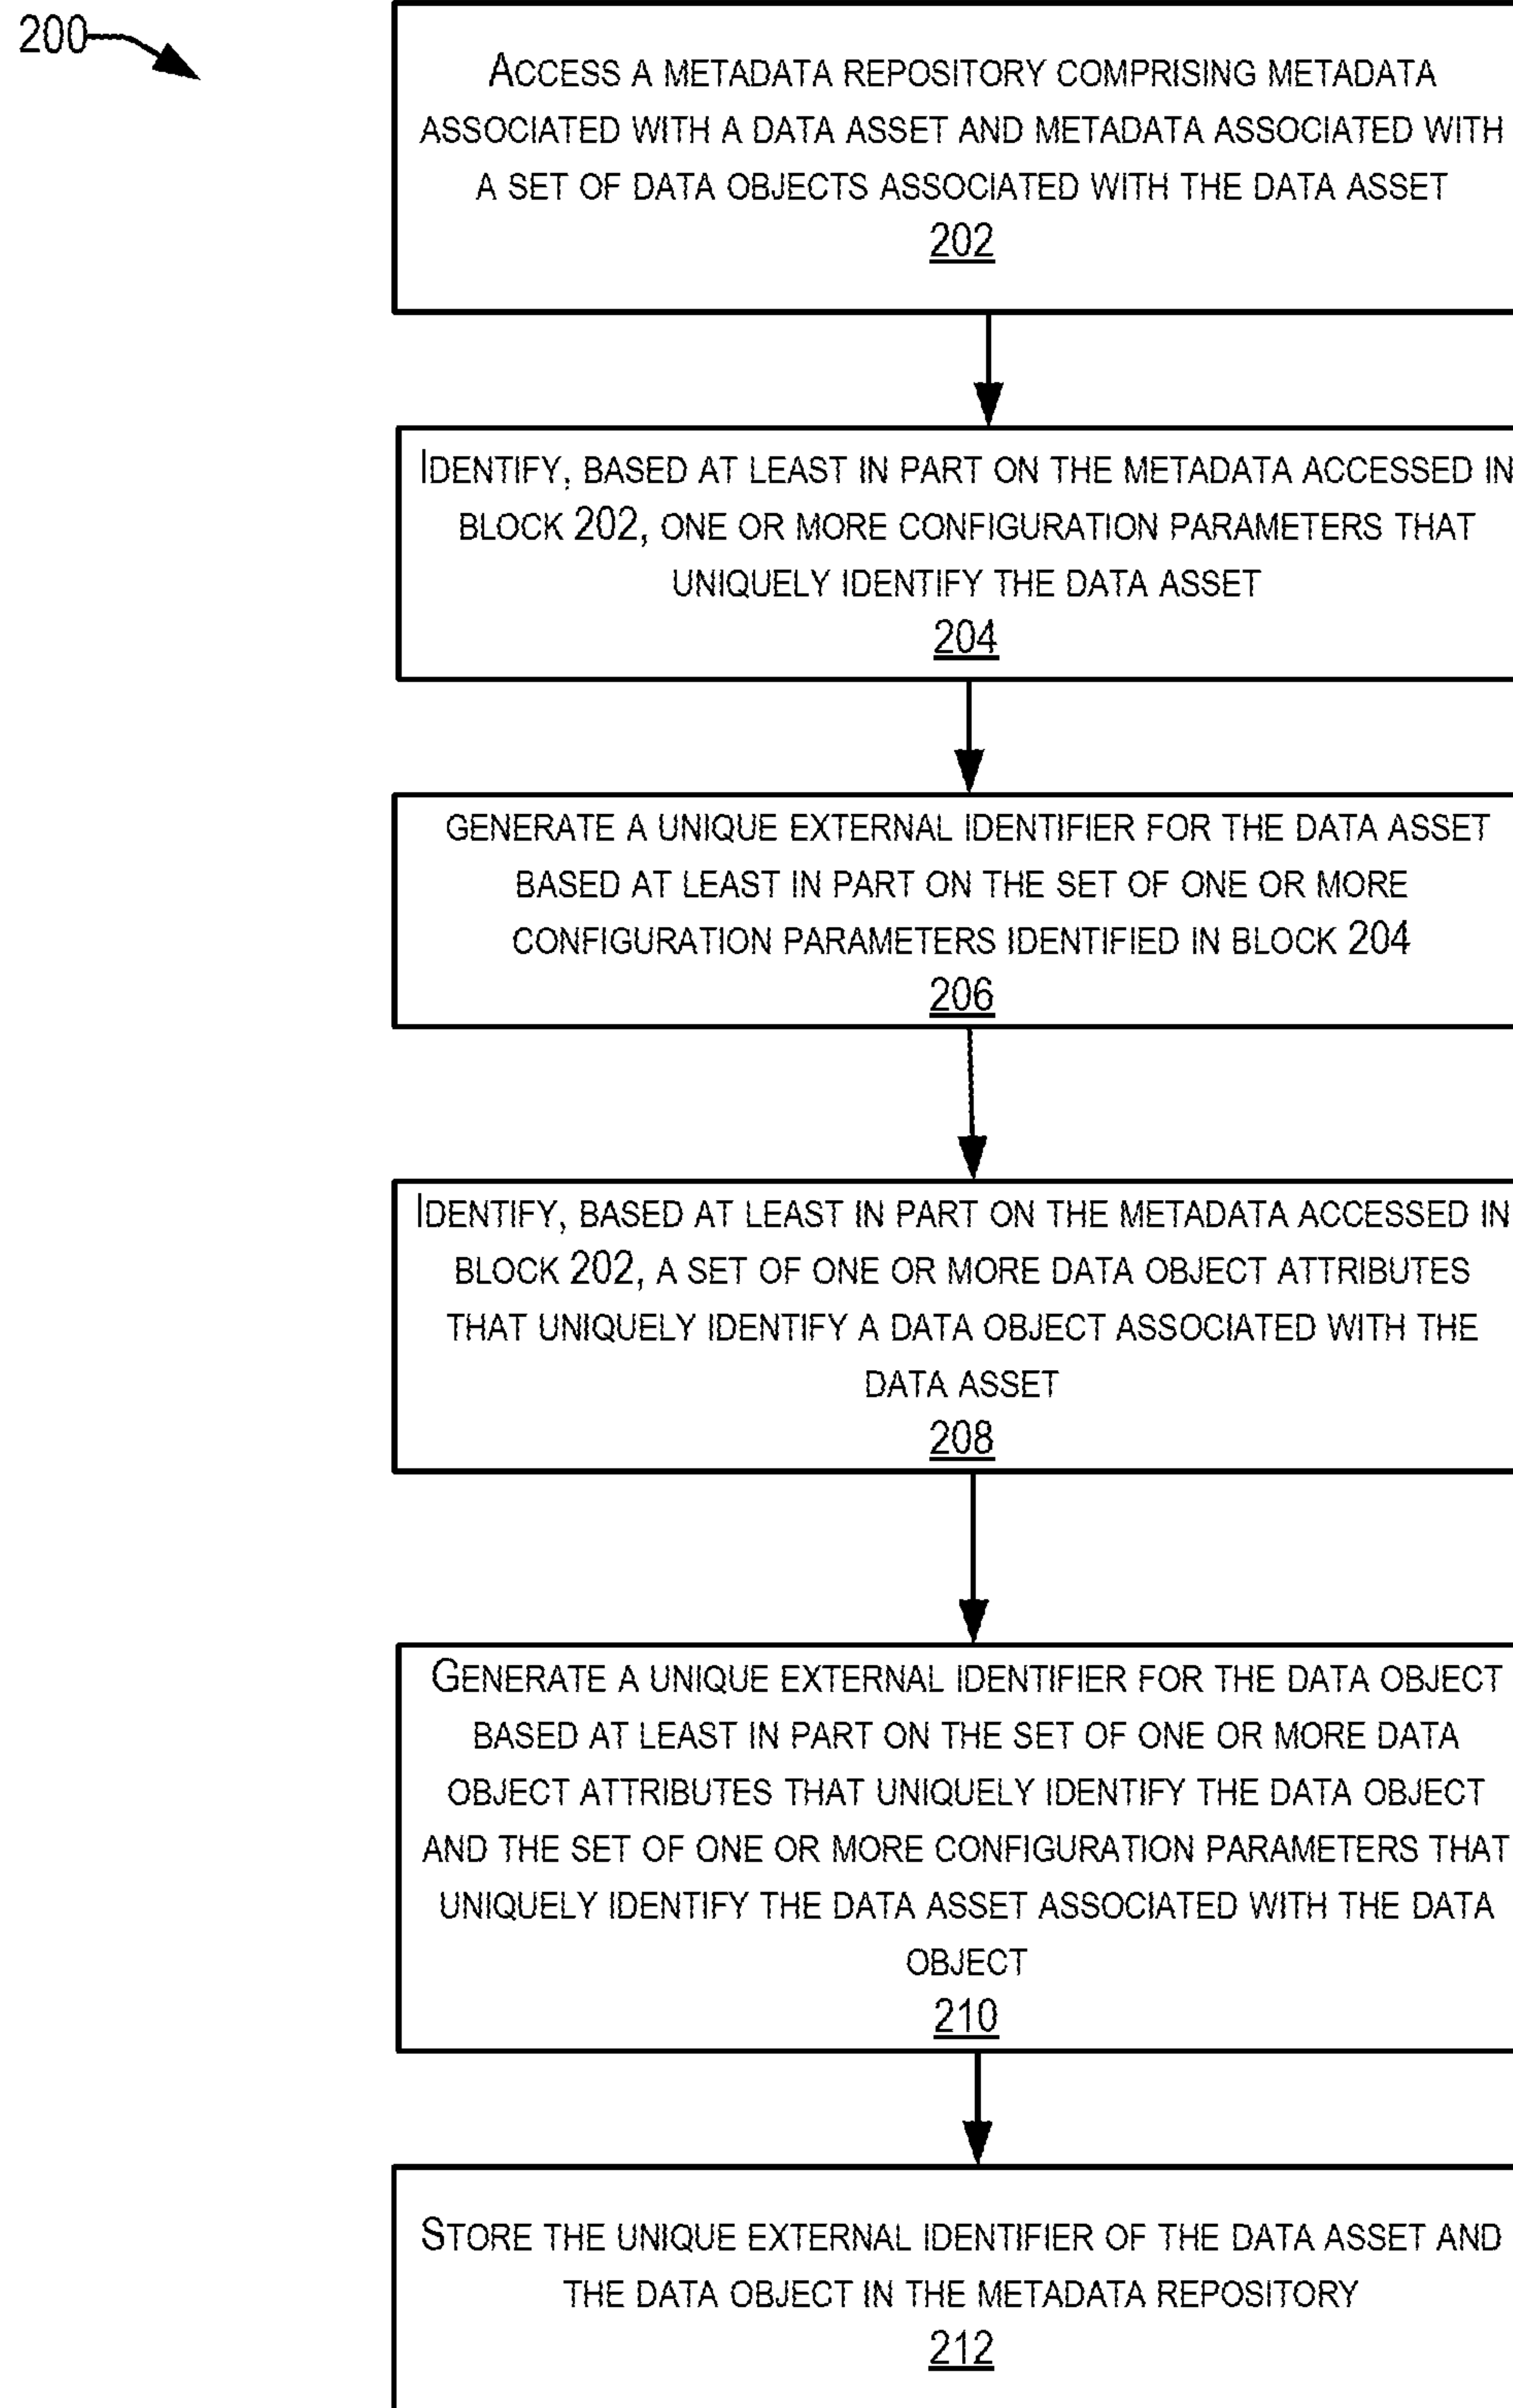 200
ACCESS A METADATA REPOSITORY COMPRISING METADATA
ASSOCIATED WITH A DATA ASSET AND METADATA ASSOCIATED WITH
A SET OF DATA OBJECTS ASSOCIATED WITH THE DATA ASSET
202
IDENTIFY, BASED AT LEAST IN PART ON THE METADATA ACCESSED IN
BLOCK 202, ONE OR MORE CONFIGURATION PARAMETERS THAT
UNIQUELY IDENTIFY THE DATA ASSET
204
GENERATE A UNIQUE EXTERNAL IDENTIFIER FOR THE DATA ASSET
BASED AT LEAST IN PART ON THE SET OF ONE OR MORE
CONFIGURATION PARAMETERS IDENTIFIED IN BLOCK 204
206
IDENTIFY, BASED AT LEAST IN PART ON THE METADATA ACCESSED IN
BLOCK 202, A SET OF ONE OR MORE DATA OBJECT ATTRIBUTES
THAT UNIQUELY IDENTIFY A DATA OBJECT ASSOCIATED WITH THE
DATA ASSET
208
GENERATE A UNIQUE EXTERNAL IDENTIFIER FOR THE DATA OBJECT
BASED AT LEAST IN PART ON THE SET OF ONE OR MORE DATA
OBJECT ATTRIBUTES THAT UNIQUELY IDENTIFY THE DATA OBJECT
AND THE SET OF ONE OR MORE CONFIGURATION PARAMETERS THAT
UNIQUELY IDENTIFY THE DATA ASSET ASSOCIATED WITH THE DATA
OBJECT
210
STORE THE UNIQUE EXTERNAL IDENTIFIER OF THE DATA ASSET AND
THE DATA OBJECT IN THE METADATA REPOSITORY
212